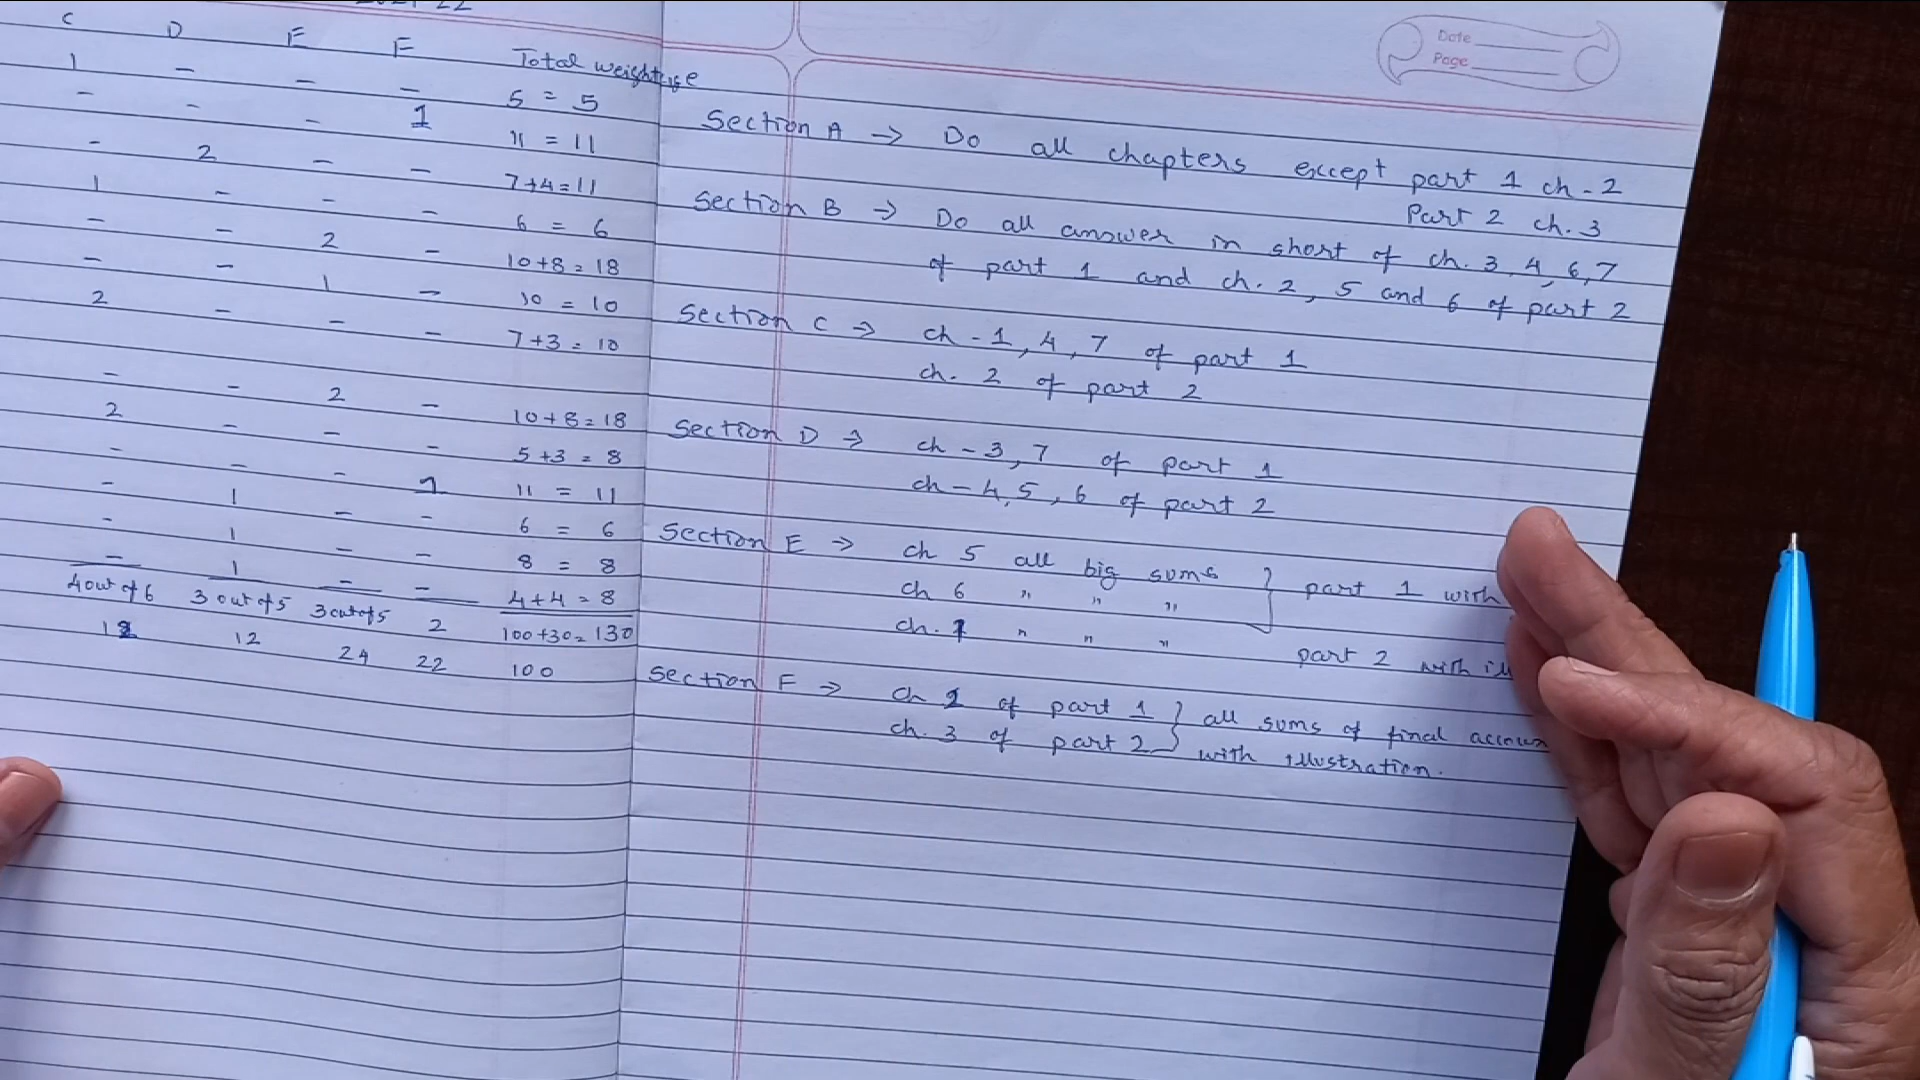 C D E F Total weightage
1 - - - 5 = 5
- - - 1 11 = 11
- 2 - - 7+4=11
1 - - - 6 = 6
- - 2 - 10+8=18
- - 1 - 10 = 10
2 - - - 7+3=10
- - 2 - 10+8=18
2 - - - 5+3=8
- - - 1 11 = 11
- 1 - - 6 = 6
- 1 - - 8 = 8
- 1 - - 4+4=8
4 out of 6 3 out of 5 3 out of 5 2 100+30=130
12 12 24 22 100
Date
Page
Section A → Do all chapters except part 1 ch-2
Part 2 ch.3
Section B → Do all answer in short of ch. 3, 4, 6, 7
of part 1 and ch. 2, 5 and 6 of part 2
Section C → ch-1, 4, 7 of part 1
ch. 2 of part 2
Section D → ch-3, 7 of part 1
ch-4, 5, 6 of part 2
Section E → ch 5 all big sums } part 1 with
ch 6 " " "
ch. 1 " " " part 2 with
Section F → ch 2 of part 1 } all sums of final
ch. 3 of part 2 } with illustration.